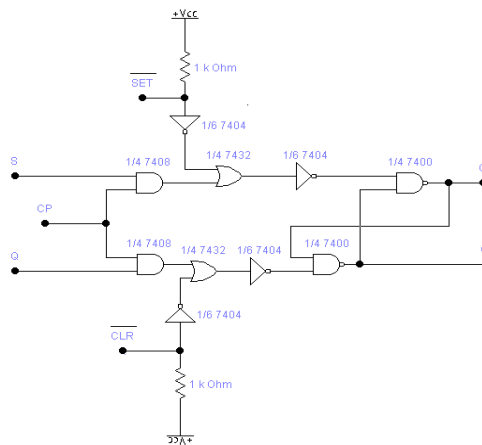 +Vcc
1 k Ohm
SET
1/6 7404
S
1/4 7408
1/4 7432
1/6 7404
1/4 7400
Q
CP
1/4 7408
1/4 7432
1/6 7404
1/4 7400
Q
1/6 7404
CLR
1 k Ohm
+Vcc